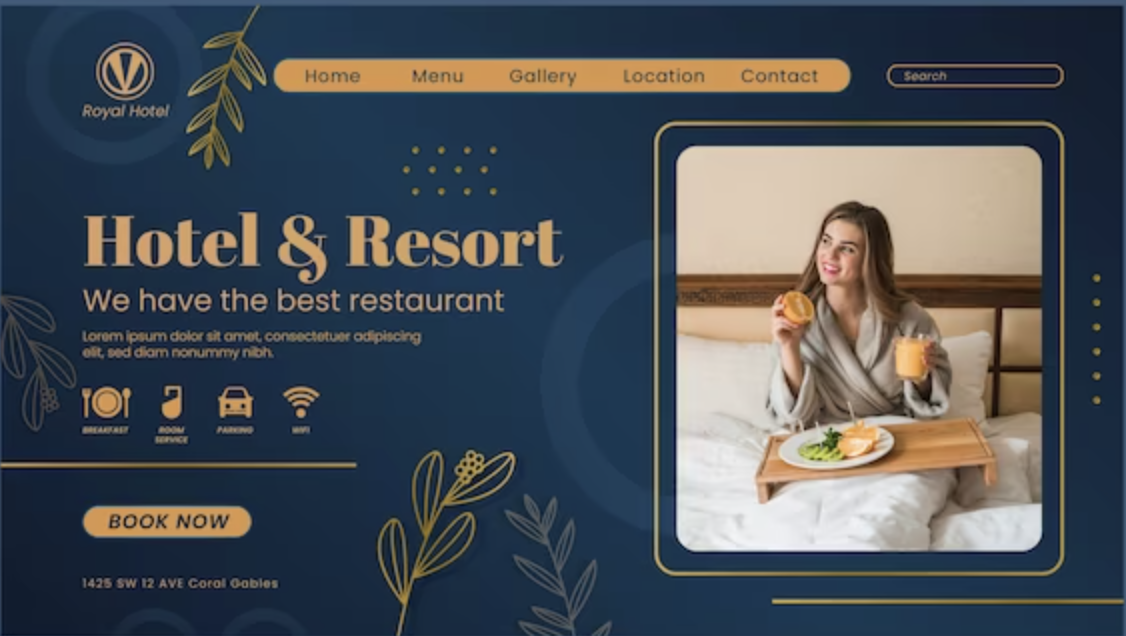 Royal Hotel
Home Menu Gallery Location Contact
Search
Hotel & Resort
We have the best restaurant
Lorem ipsum dolor sit amet, consectetuer adipiscing
elit, sed diam nonummy nibh.
BREAKFAST ROOM PARKING WIFI
SERVICE
BOOK NOW
1425 SW 12 AVE Coral Gables